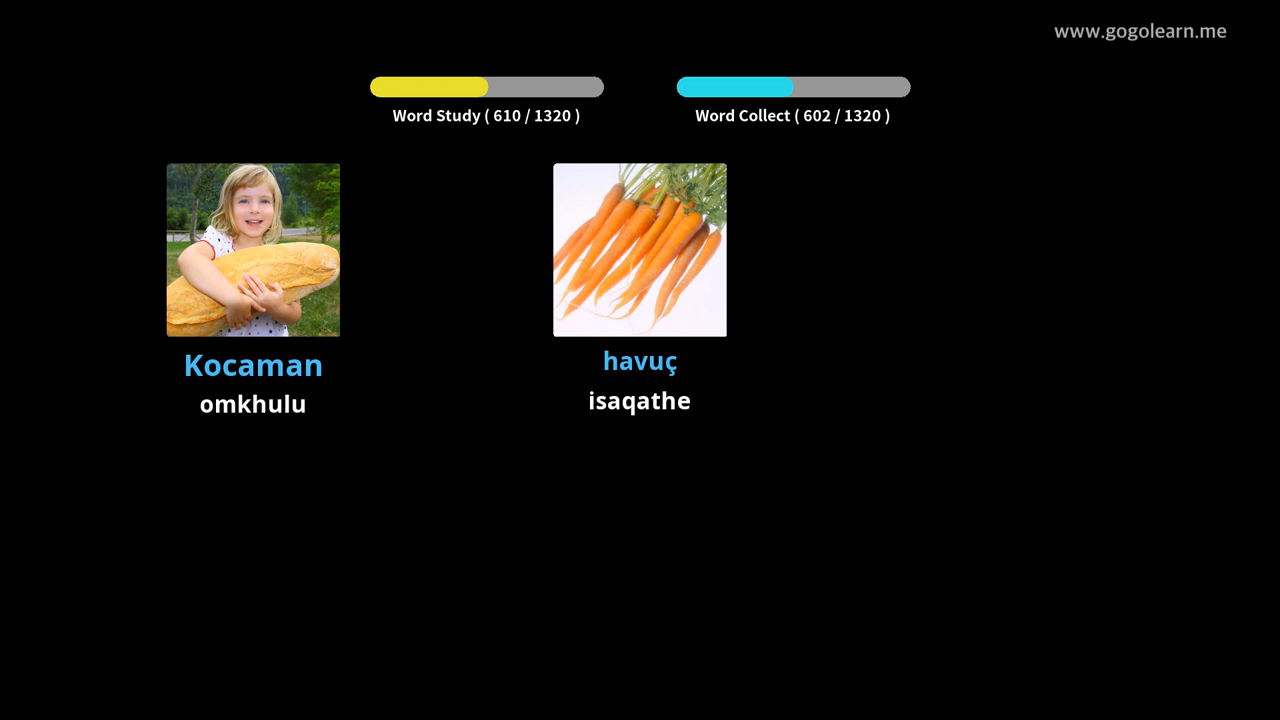 www.gogolearn.me
Word Study ( 610 / 1320 )
Word Collect ( 602 / 1320 )
Kocaman
omkhulu
havuç
isaqathe